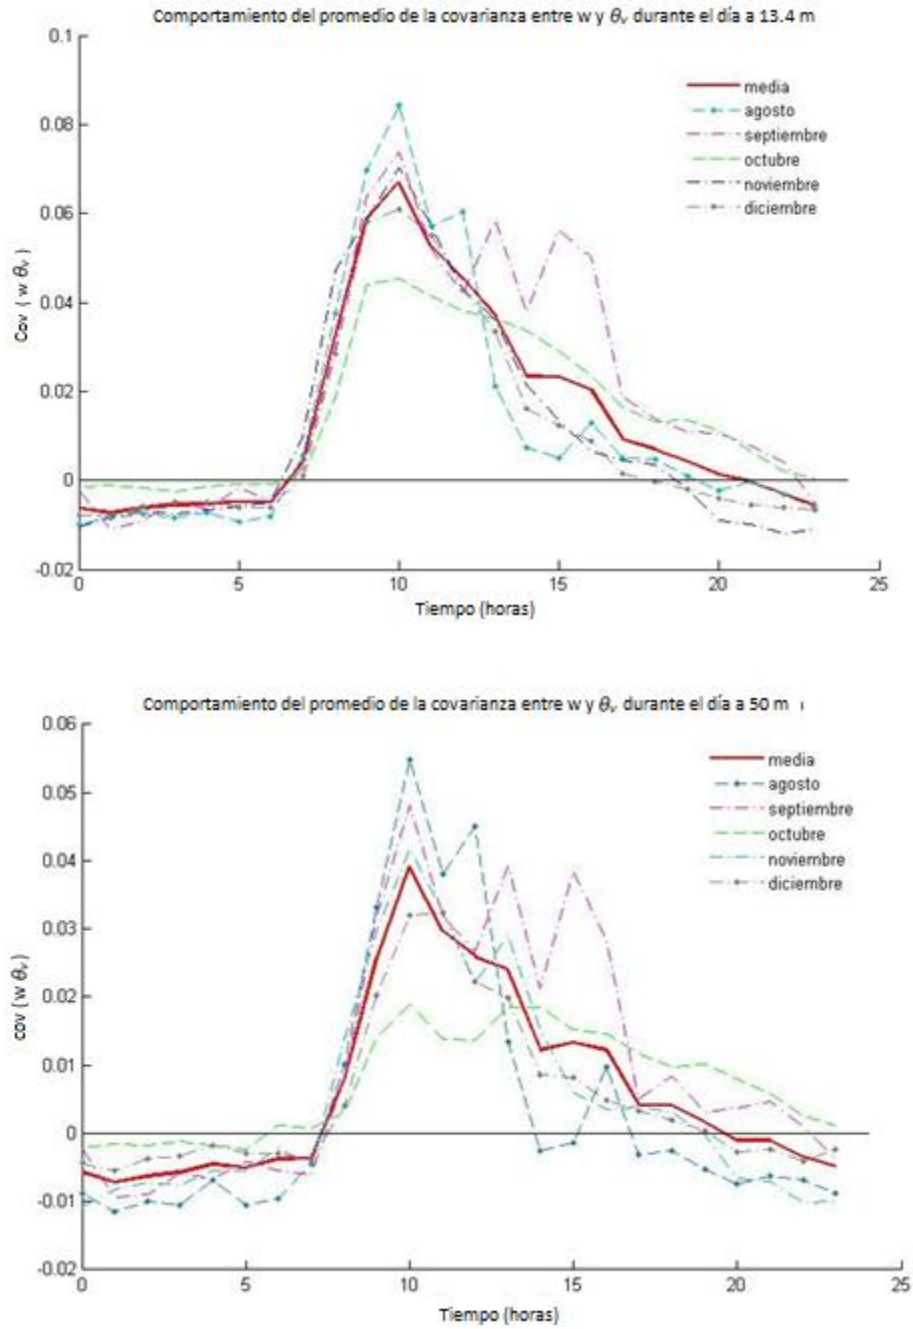 Comportamiento del promedio de la covarianza entre w y θv durante el día a 13.4 m
0.1
0.08
0.06
0.04
0.02
0
-0.02
Cov ( w θv )
media
agosto
septiembre
octubre
noviembre
diciembre
0 5 10 15 20 25
Tiempo (horas)
Comportamiento del promedio de la covarianza entre w y θv durante el día a 50 m
0.06
0.05
0.04
0.03
0.02
0.01
0
-0.01
-0.02
cov ( w θv )
media
agosto
septiembre
octubre
noviembre
diciembre
0 5 10 15 20 25
Tiempo (horas)